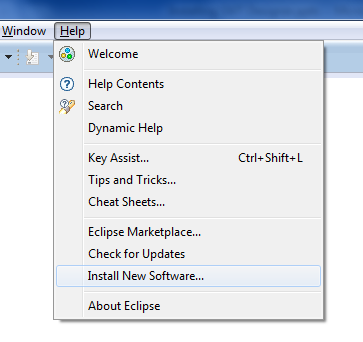 Window Help
Welcome
Help Contents
Search
Dynamic Help
Key Assist... Ctrl+Shift+L
Tips and Tricks...
Cheat Sheets...
Eclipse Marketplace...
Check for Updates
Install New Software...
About Eclipse